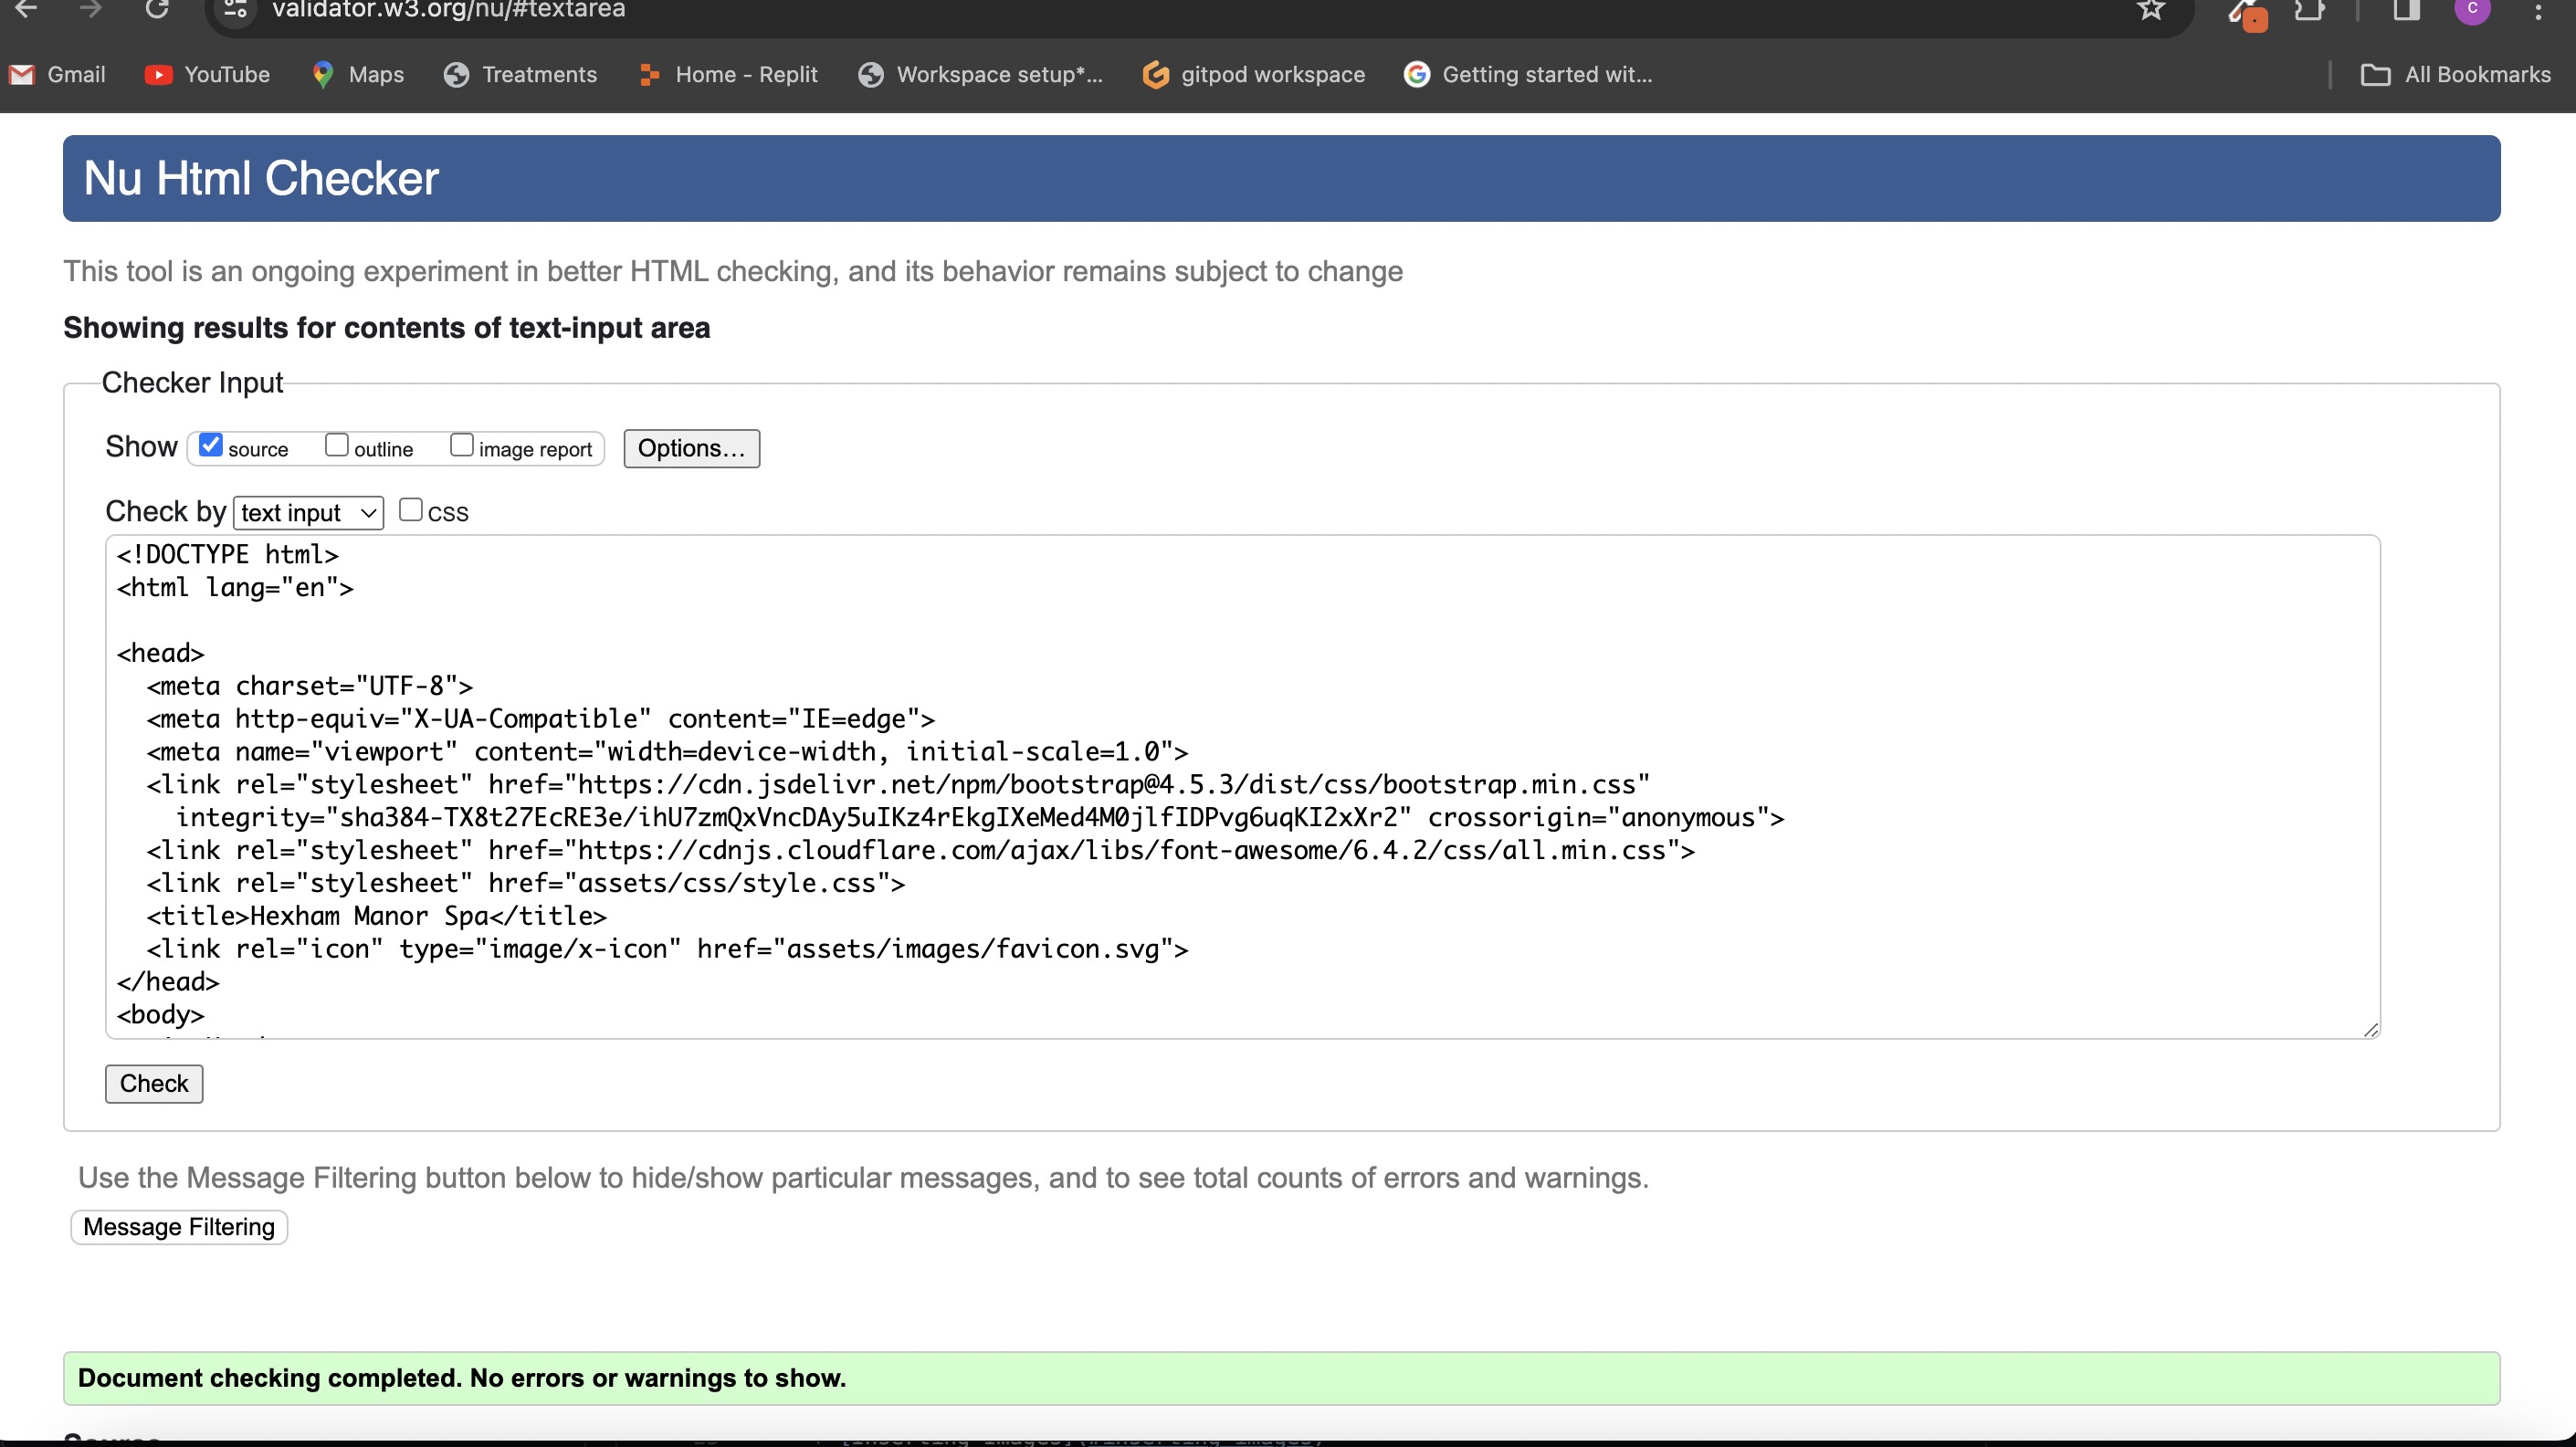 validator.w3.org/nu/#textarea
C
Gmail YouTube Maps Treatments Home - Replit Workspace setup*... gitpod workspace Getting started wit... All Bookmarks
Nu Html Checker
This tool is an ongoing experiment in better HTML checking, and its behavior remains subject to change
Showing results for contents of text-input area
Checker Input
Show source outline image report Options...
Check by text input css
<!DOCTYPE html>
<html lang="en">
<head>
<meta charset="UTF-8">
<meta http-equiv="X-UA-Compatible" content="IE=edge">
<meta name="viewport" content="width=device-width, initial-scale=1.0">
<link rel="stylesheet" href="https://cdn.jsdelivr.net/npm/bootstrap@4.5.3/dist/css/bootstrap.min.css"
integrity="sha384-TX8t27EcRE3e/ihU7zmQxVncDAy5uIKz4rEkgIXeMed4M0jlfIDPvg6uqKI2xXr2" crossorigin="anonymous">
<link rel="stylesheet" href="https://cdnjs.cloudflare.com/ajax/libs/font-awesome/6.4.2/css/all.min.css">
<link rel="stylesheet" href="assets/css/style.css">
<title>Hexham Manor Spa</title>
<link rel="icon" type="image/x-icon" href="assets/images/favicon.svg">
</head>
<body>
Check
Use the Message Filtering button below to hide/show particular messages, and to see total counts of errors and warnings.
Message Filtering
Document checking completed. No errors or warnings to show.
Source